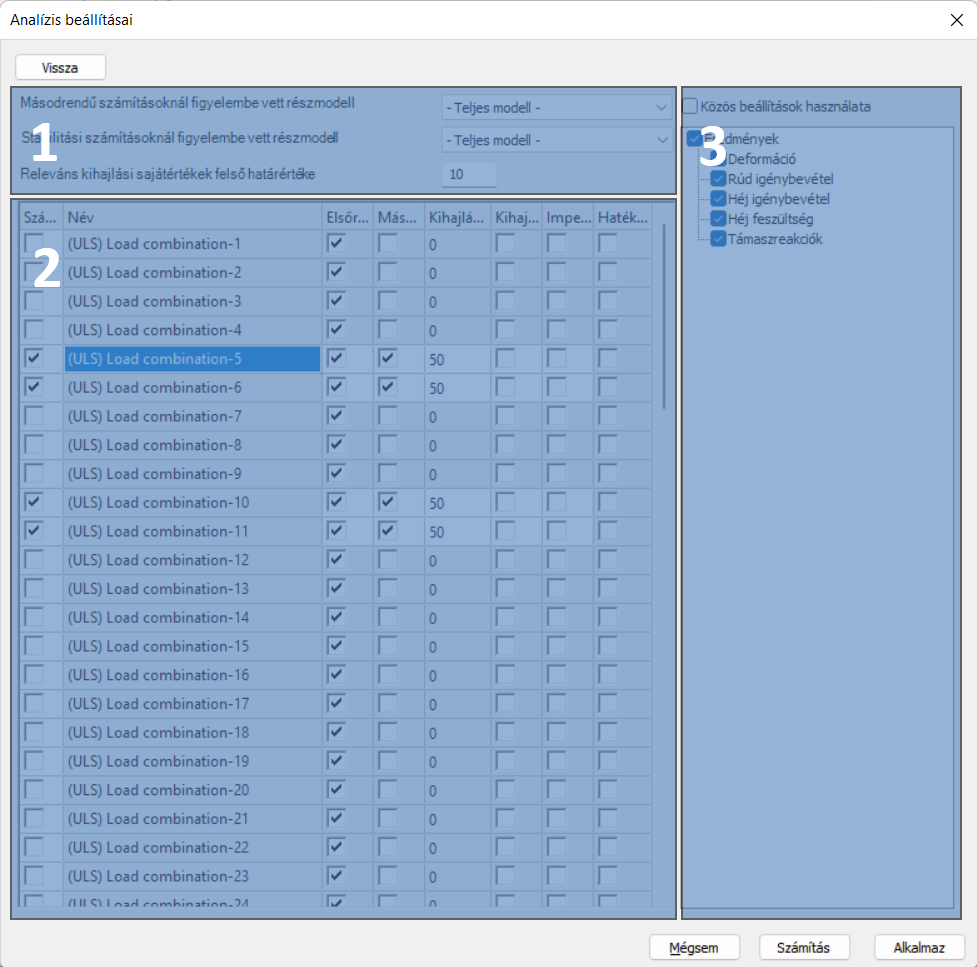 Analízis beállításai
Vissza
Másodrendű számításoknál figyelembe vett részmodell
- Teljes modell -
1
Stabilitási számításoknál figyelembe vett részmodell
- Teljes modell -
Releváns kihajlási sajátértékek felső határértéke
10
Szá... Név Elsőr... Más... Kihajlá... Kihaj... Impe... Haték...
(ULS) Load combination-1 0
2
(ULS) Load combination-2 0
(ULS) Load combination-3 0
(ULS) Load combination-4 0
(ULS) Load combination-5 50
(ULS) Load combination-6 50
(ULS) Load combination-7 0
(ULS) Load combination-8 0
(ULS) Load combination-9 0
(ULS) Load combination-10 50
(ULS) Load combination-11 50
(ULS) Load combination-12 0
(ULS) Load combination-13 0
(ULS) Load combination-14 0
(ULS) Load combination-15 0
(ULS) Load combination-16 0
(ULS) Load combination-17 0
(ULS) Load combination-18 0
(ULS) Load combination-19 0
(ULS) Load combination-20 0
(ULS) Load combination-21 0
(ULS) Load combination-22 0
(ULS) Load combination-23 0
(ULS) Load combination-24 0
Közös beállítások használata
3
Eredmények
Deformáció
Rúd igénybevétel
Héj igénybevétel
Héj feszültség
Támaszreakciók
Mégsem
Számítás
Alkalmaz